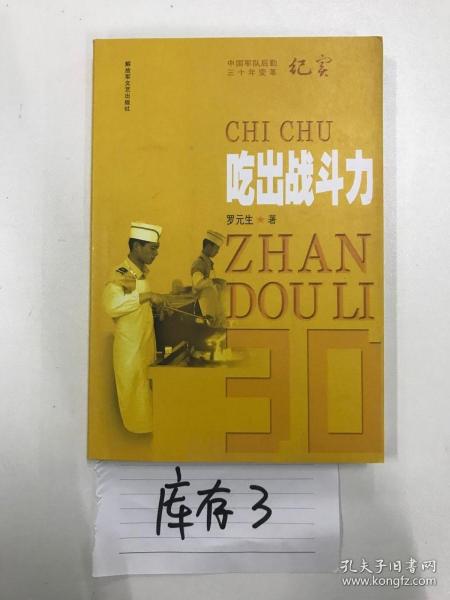 解放军文艺出版社
中国军队后勤
三十年变革
纪实
CHI CHU
吃出战斗力
罗元生★著
ZHAN
DOU LI
30
库存3
孔夫子旧书网
www.kongfz.com